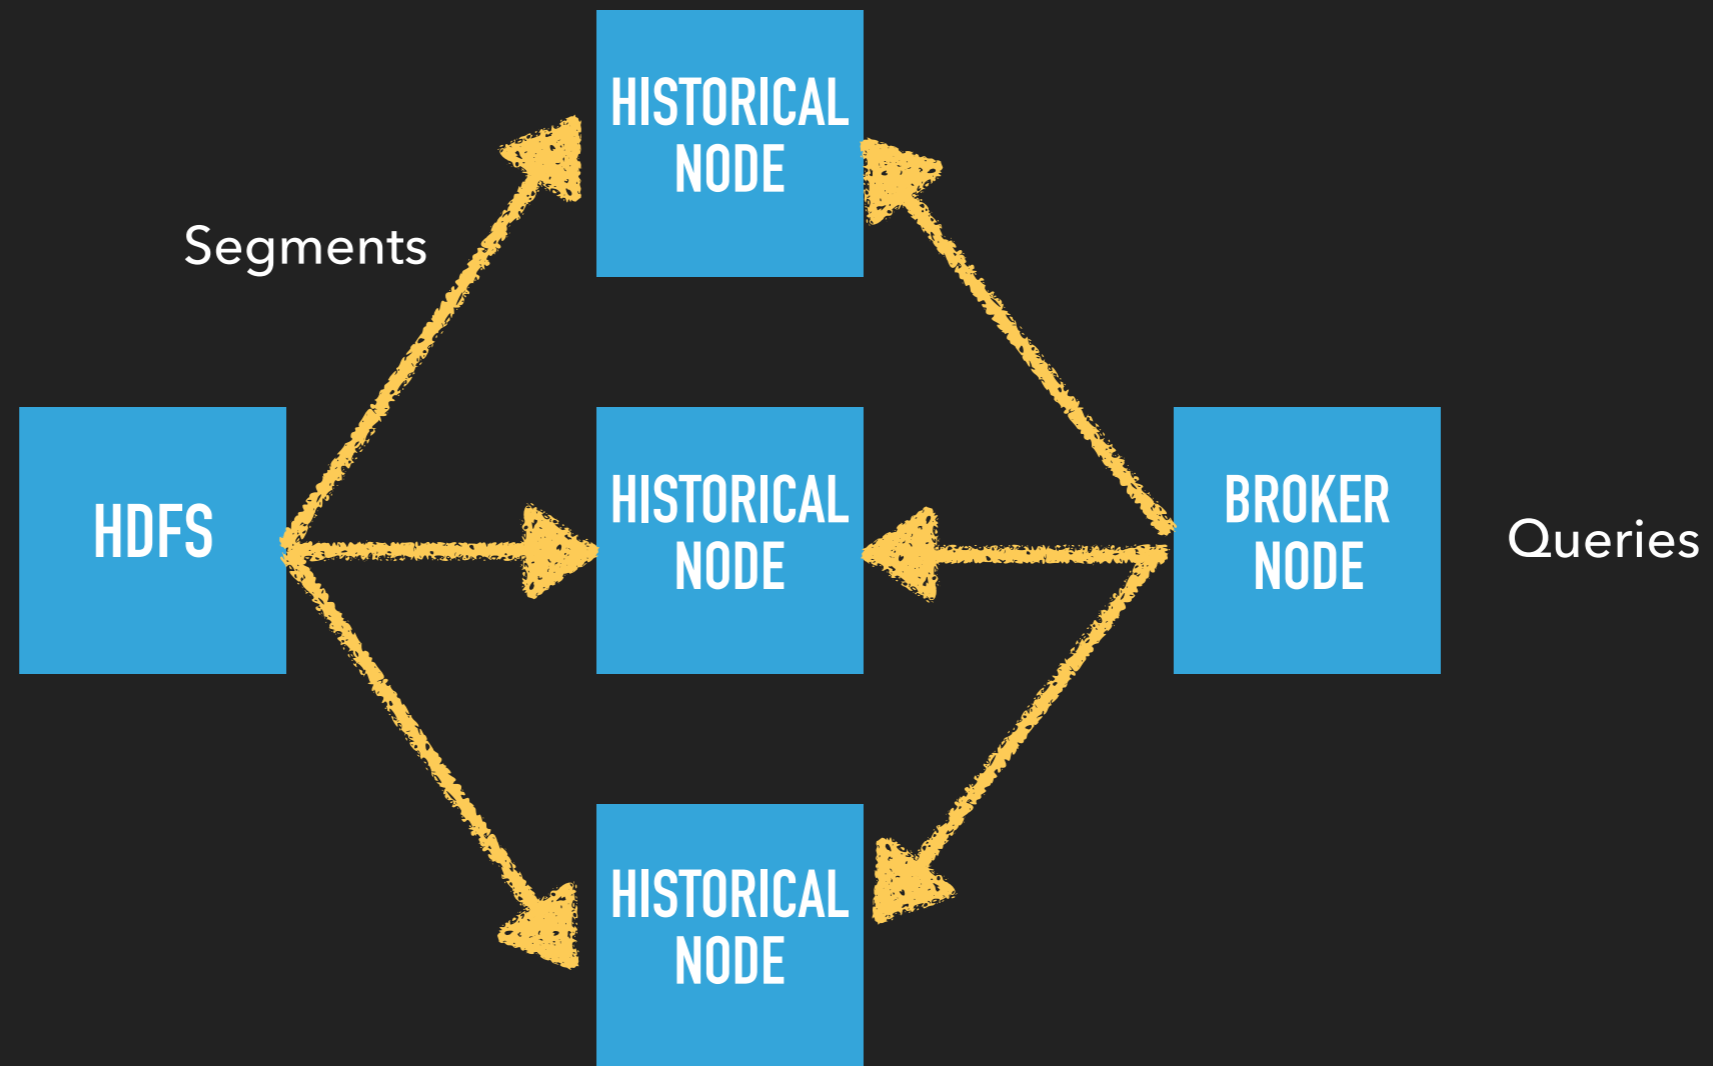 HISTORICAL
NODE
Segments
HDFS
HISTORICAL
NODE
BROKER
NODE
Queries
HISTORICAL
NODE